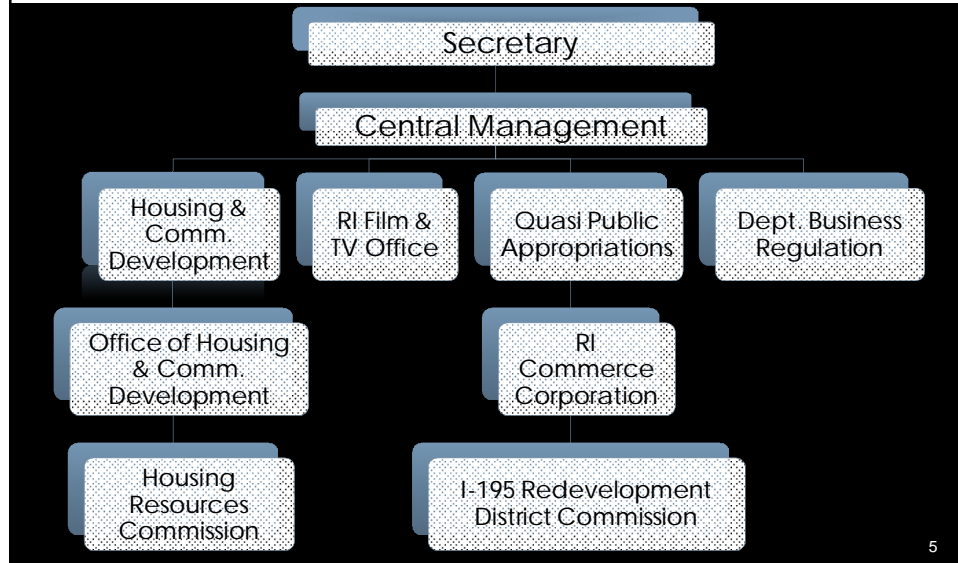 Secretary
Central Management
Housing &
Comm.
Development
RI Film &
TV Office
Quasi Public
Appropriations
Dept. Business
Regulation
Office of Housing
& Comm.
Development
RI
Commerce
Corporation
Housing
Resources
Commission
I-195 Redevelopment
District Commission
5